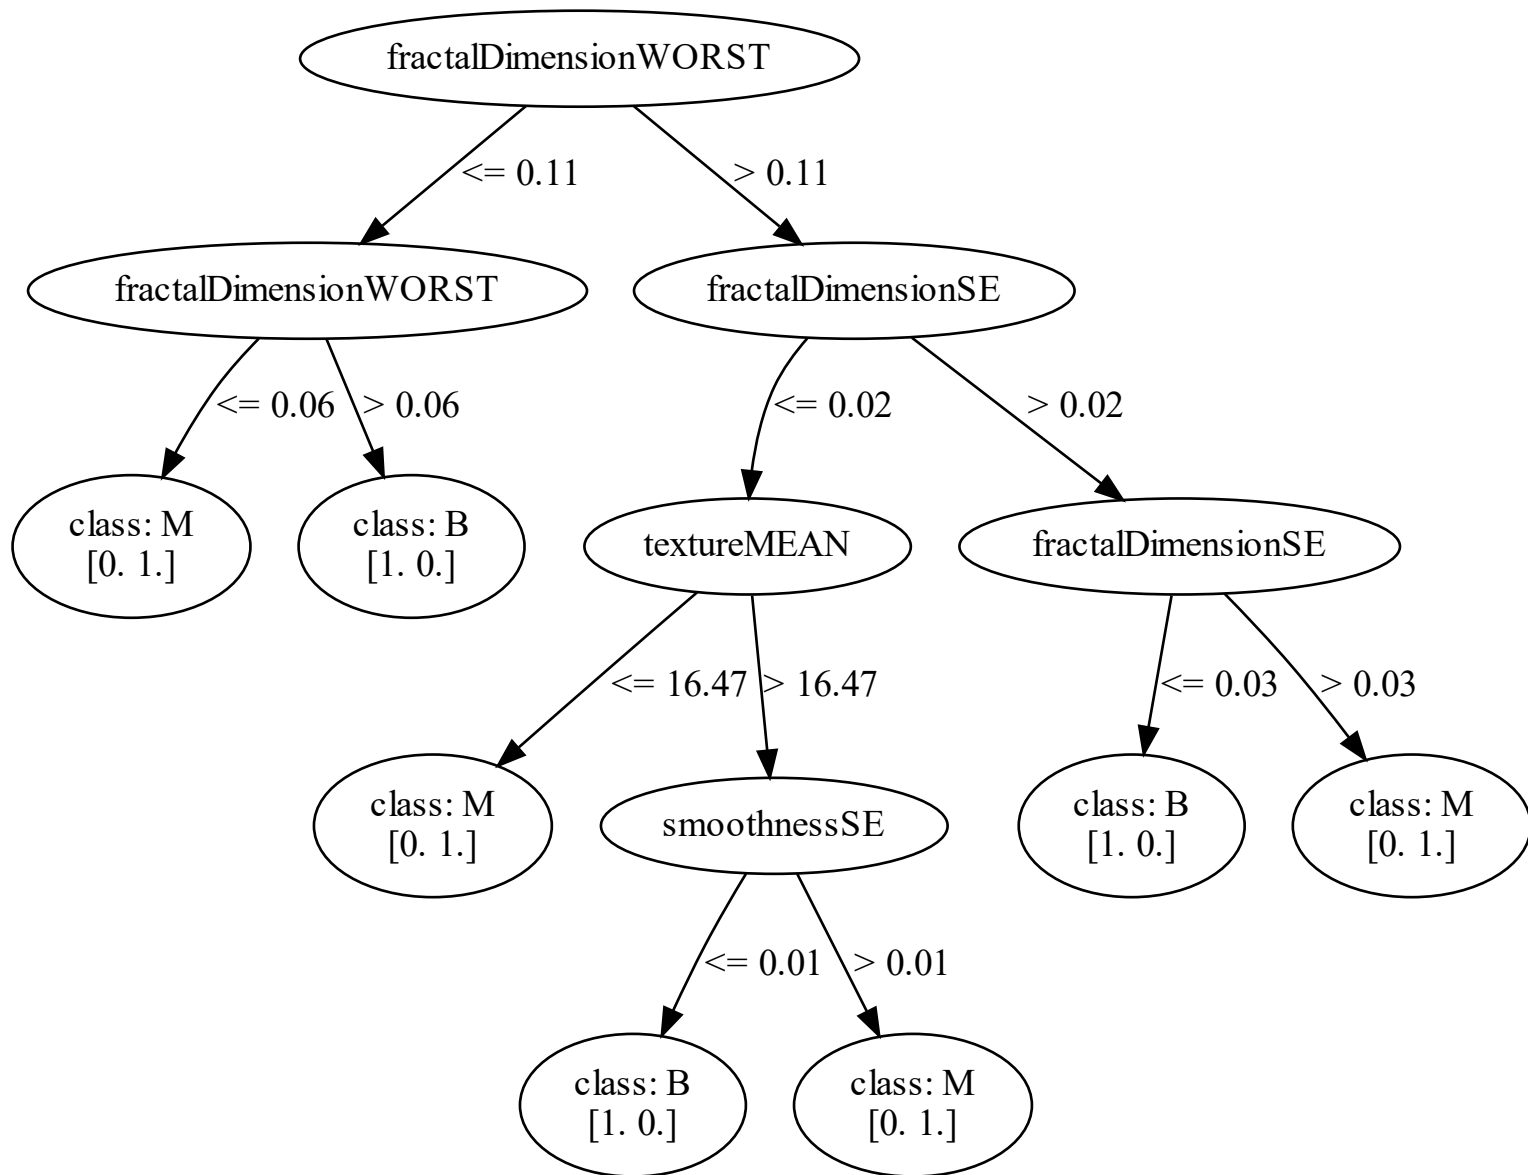 fractalDimensionWORST
<= 0.11
> 0.11
fractalDimensionWORST
fractalDimensionSE
<= 0.06
> 0.06
<= 0.02
> 0.02
class: M
[0. 1.]
class: B
[1. 0.]
textureMEAN
fractalDimensionSE
<= 16.47
> 16.47
<= 0.03
> 0.03
class: M
[0. 1.]
smoothnessSE
class: B
[1. 0.]
class: M
[0. 1.]
<= 0.01
> 0.01
class: B
[1. 0.]
class: M
[0. 1.]